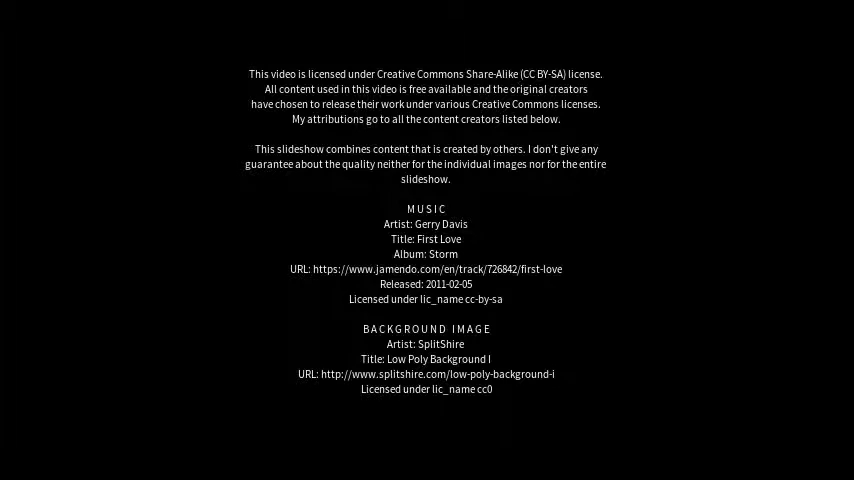 This video is licensed under Creative Commons Share-Alike (CC BY-SA) license.
All content used in this video is free available and the original creators
have chosen to release their work under various Creative Commons licenses.
My attributions go to all the content creators listed below.
This slideshow combines content that is created by others. I don't give any
guarantee about the quality neither for the individual images nor for the entire
slideshow.
MUSIC
Artist: Gerry Davis
Title: First Love
Album: Storm
URL: https://www.jamendo.com/en/track/726842/first-love
Released: 2011-02-05
Licensed under lic_name cc-by-sa
BACKGROUND IMAGE
Artist: SplitShire
Title: Low Poly Background I
URL: http://www.splitshire.com/low-poly-background-i
Licensed under lic_name cc0